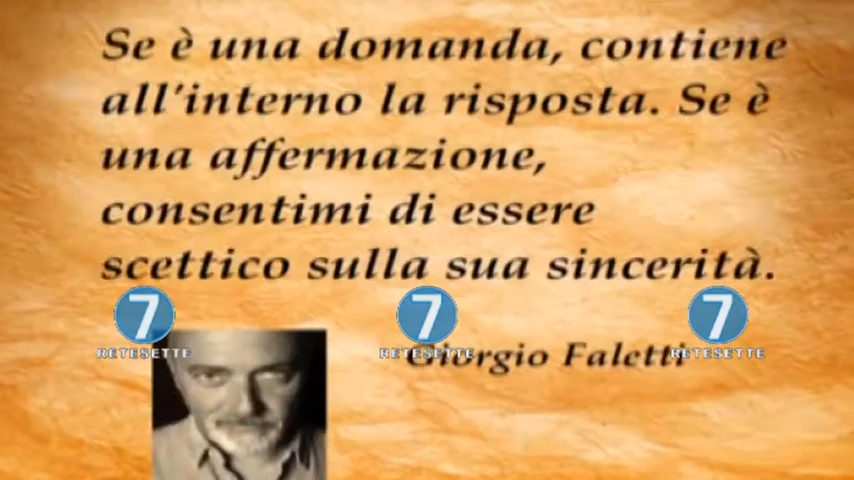 Se è una domanda, contiene
all'interno la risposta. Se è
una affermazione,
consentimi di essere
scettico sulla sua sincerità.
7 7 7
RETESETTE RETESETTE RETESETTE
Giorgio Faletti